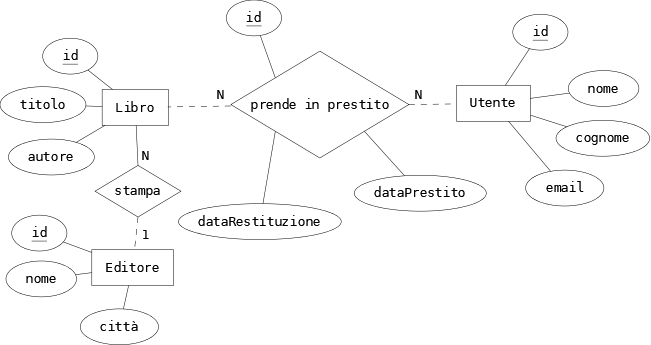 id
id
id
nome
titolo
Libro
N
prende in prestito
N
Utente
cognome
autore
N
stampa
dataPrestito
email
dataRestituzione
id
1
Editore
nome
città